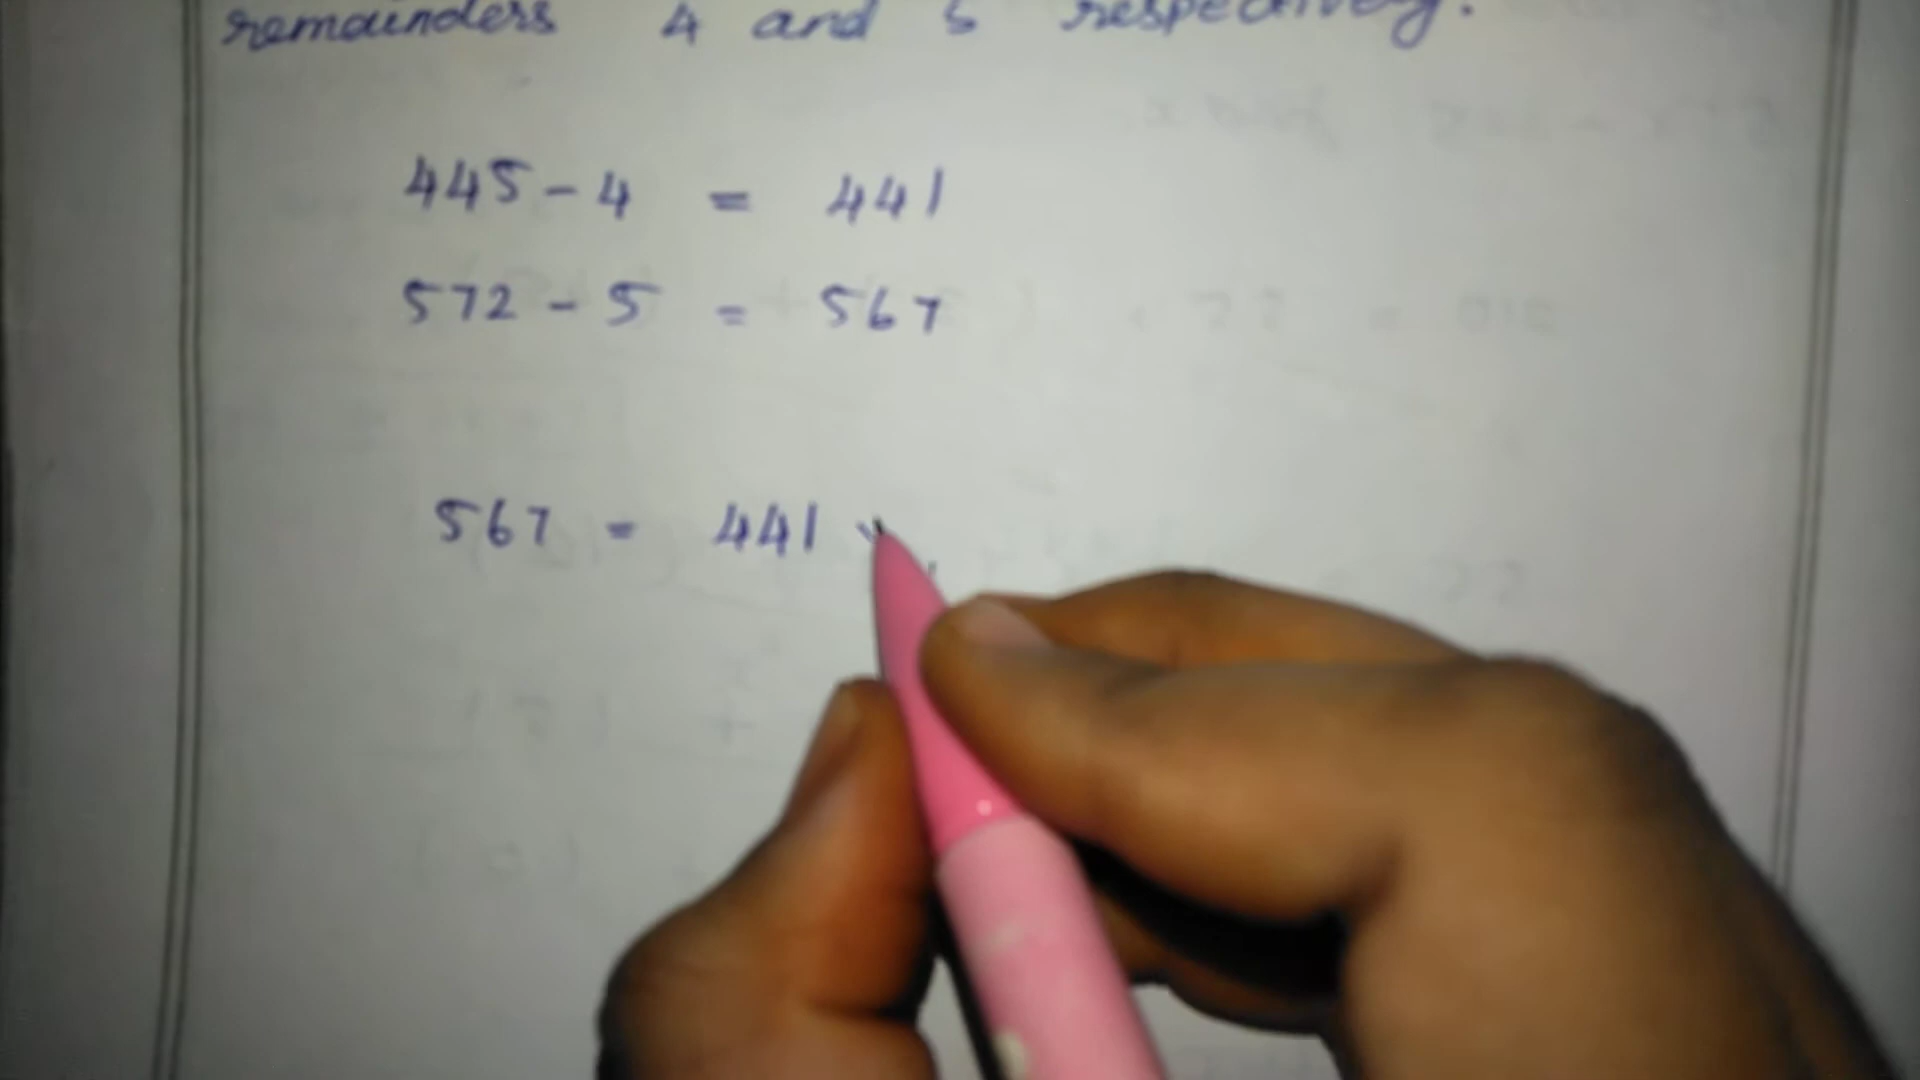 remainders 4 and 5 respectively.
445 - 4 = 441
572 - 5 = 567
567 = 441